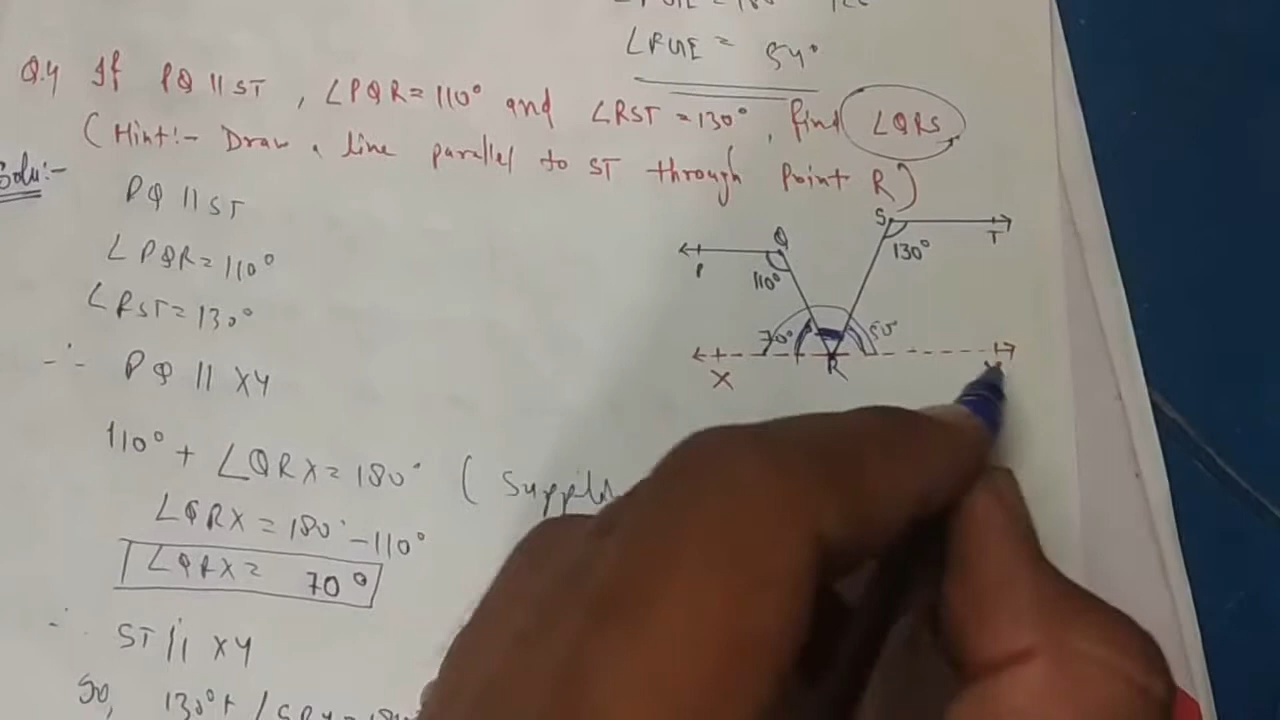 ∠PUE = 54°
Q.4 If PQ || ST, ∠PQR = 110° and ∠RST = 130°, find ∠QRS
(Hint:- Draw a line parallel to ST through Point R)
Solu:-
PQ || ST
∠PQR = 110°
∠RST = 130°
∴ PQ || XY
110° + ∠QRX = 180° (
∠QRX = 180° - 110°
∠QRX = 70°
∴ ST || XY
So, 130° +
S
T
130°
Q
P
110°
70°
50°
X
R